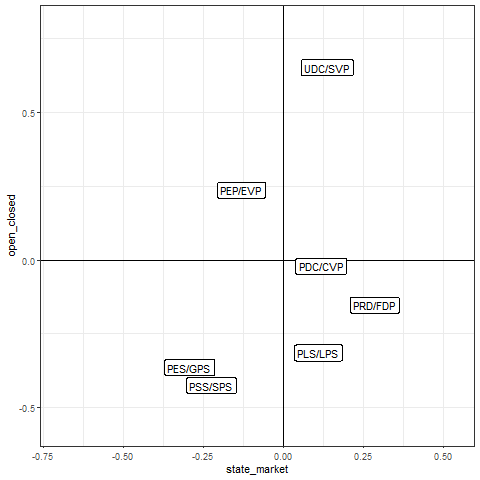 UDC/SVP
0.5
PEP/EVP
open_closed
0.0
PDC/CVP
PRD/FDP
PLS/LPS
PES/GPS
PSS/SPS
-0.5
-0.75
-0.50
-0.25
0.00
0.25
0.50
state_market